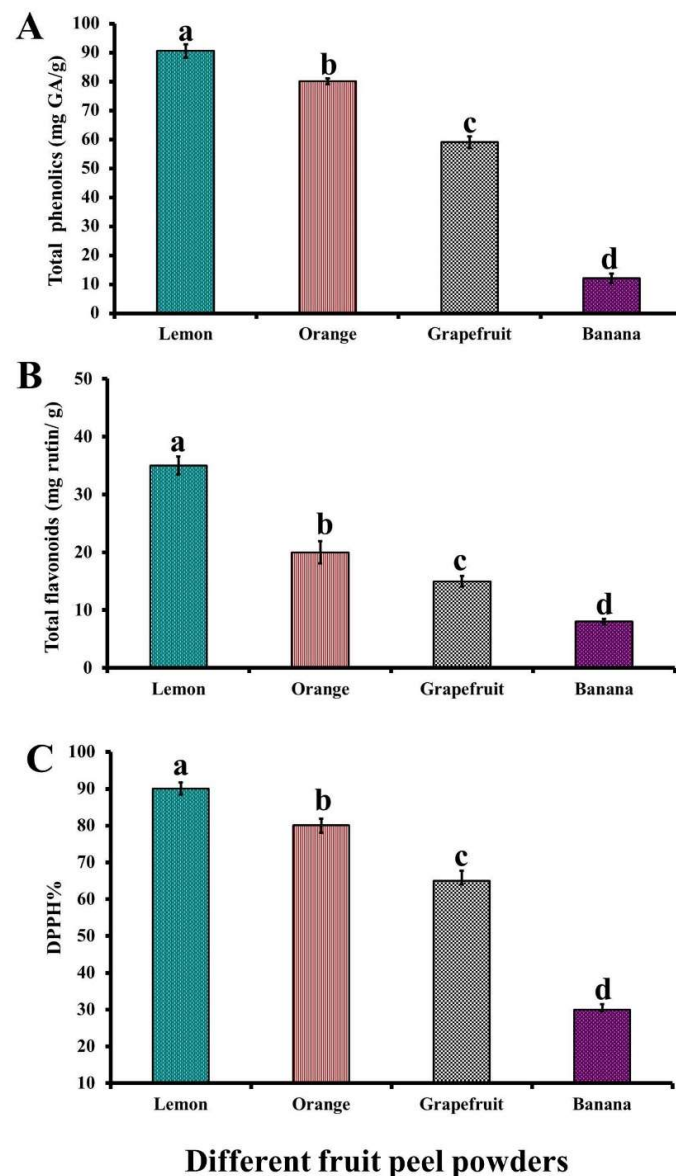 A
Total phenolics (mg GA/g)
100
90
80
70
60
50
40
30
20
10
0
a
b
c
d
Lemon Orange Grapefruit Banana
B
Total flavonoids (mg rutin/ g)
50
40
30
20
10
0
a
b
c
d
Lemon Orange Grapefruit Banana
C
DPPH%
100
90
80
70
60
50
40
30
20
10
a
b
c
d
Lemon Orange Grapefruit Banana
Different fruit peel powders